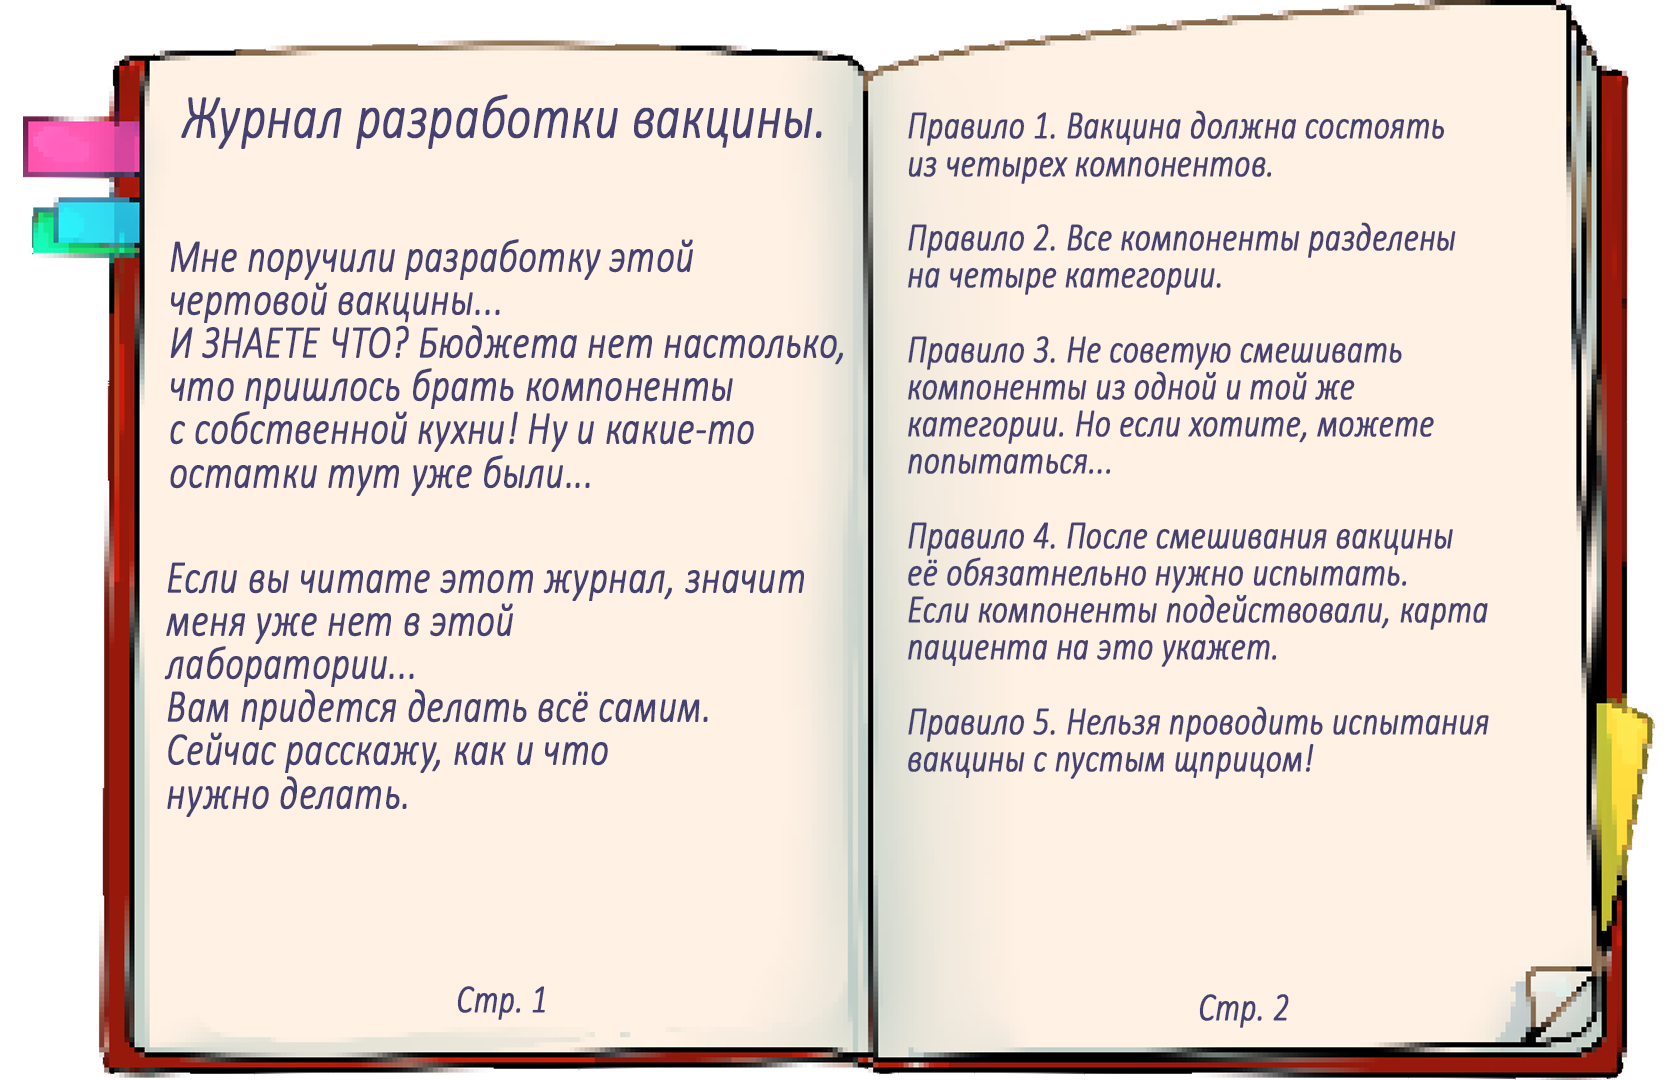 Журнал разработки вакцины.
Мне поручили разработку этой
чертовой вакцины...
И ЗНАЕТЕ ЧТО? Бюджета нет настолько,
что пришлось брать компоненты
с собственной кухни! Ну и какие-то
остатки тут уже были...
Если вы читате этот журнал, значит
меня уже нет в этой
лаборатории...
Вам придется делать всё самим.
Сейчас расскажу, как и что
нужно делать.
Стр. 1
Правило 1. Вакцина должна состоять
из четырех компонентов.
Правило 2. Все компоненты разделены
на четыре категории.
Правило 3. Не советую смешивать
компоненты из одной и той же
категории. Но если хотите, можете
попытаться...
Правило 4. После смешивания вакцины
её обязатнельно нужно испытать.
Если компоненты подействовали, карта
пациента на это укажет.
Правило 5. Нельзя проводить испытания
вакцины с пустым щприцом!
Стр. 2